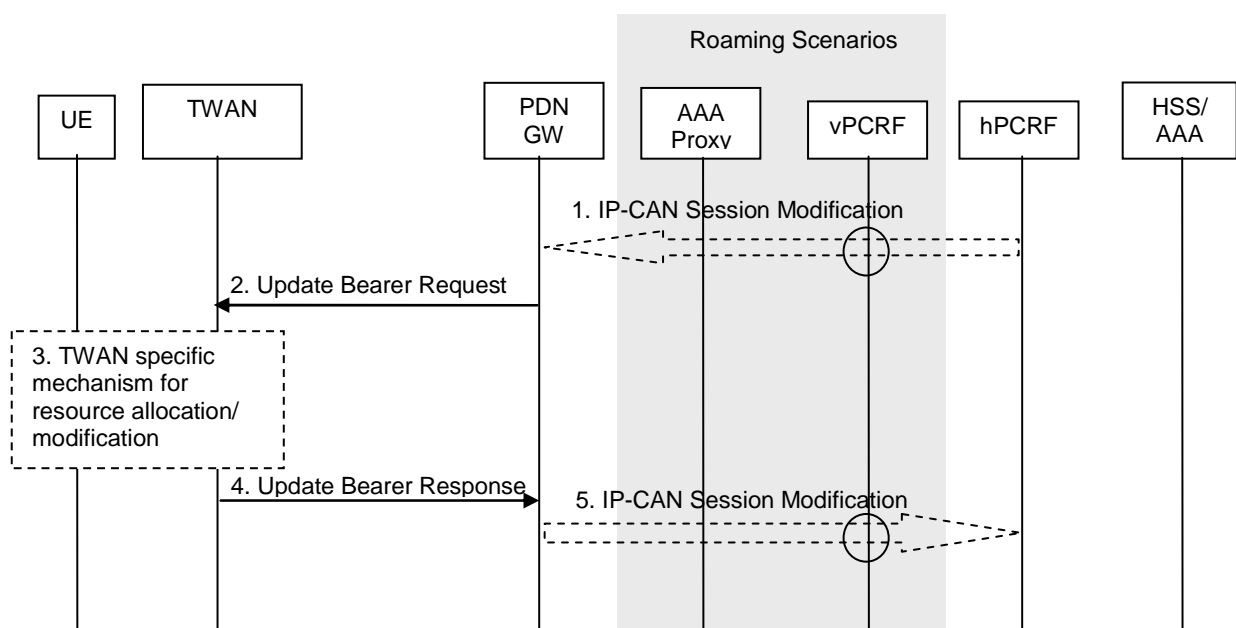 Roaming Scenarios
UE
TWAN
PDN
GW
AAA
Proxy
vPCRF
hPCRF
HSS/
AAA
1. IP-CAN Session Modification
2. Update Bearer Request
3. TWAN specific
mechanism for
resource allocation/
modification
4. Update Bearer Response
5. IP-CAN Session Modification